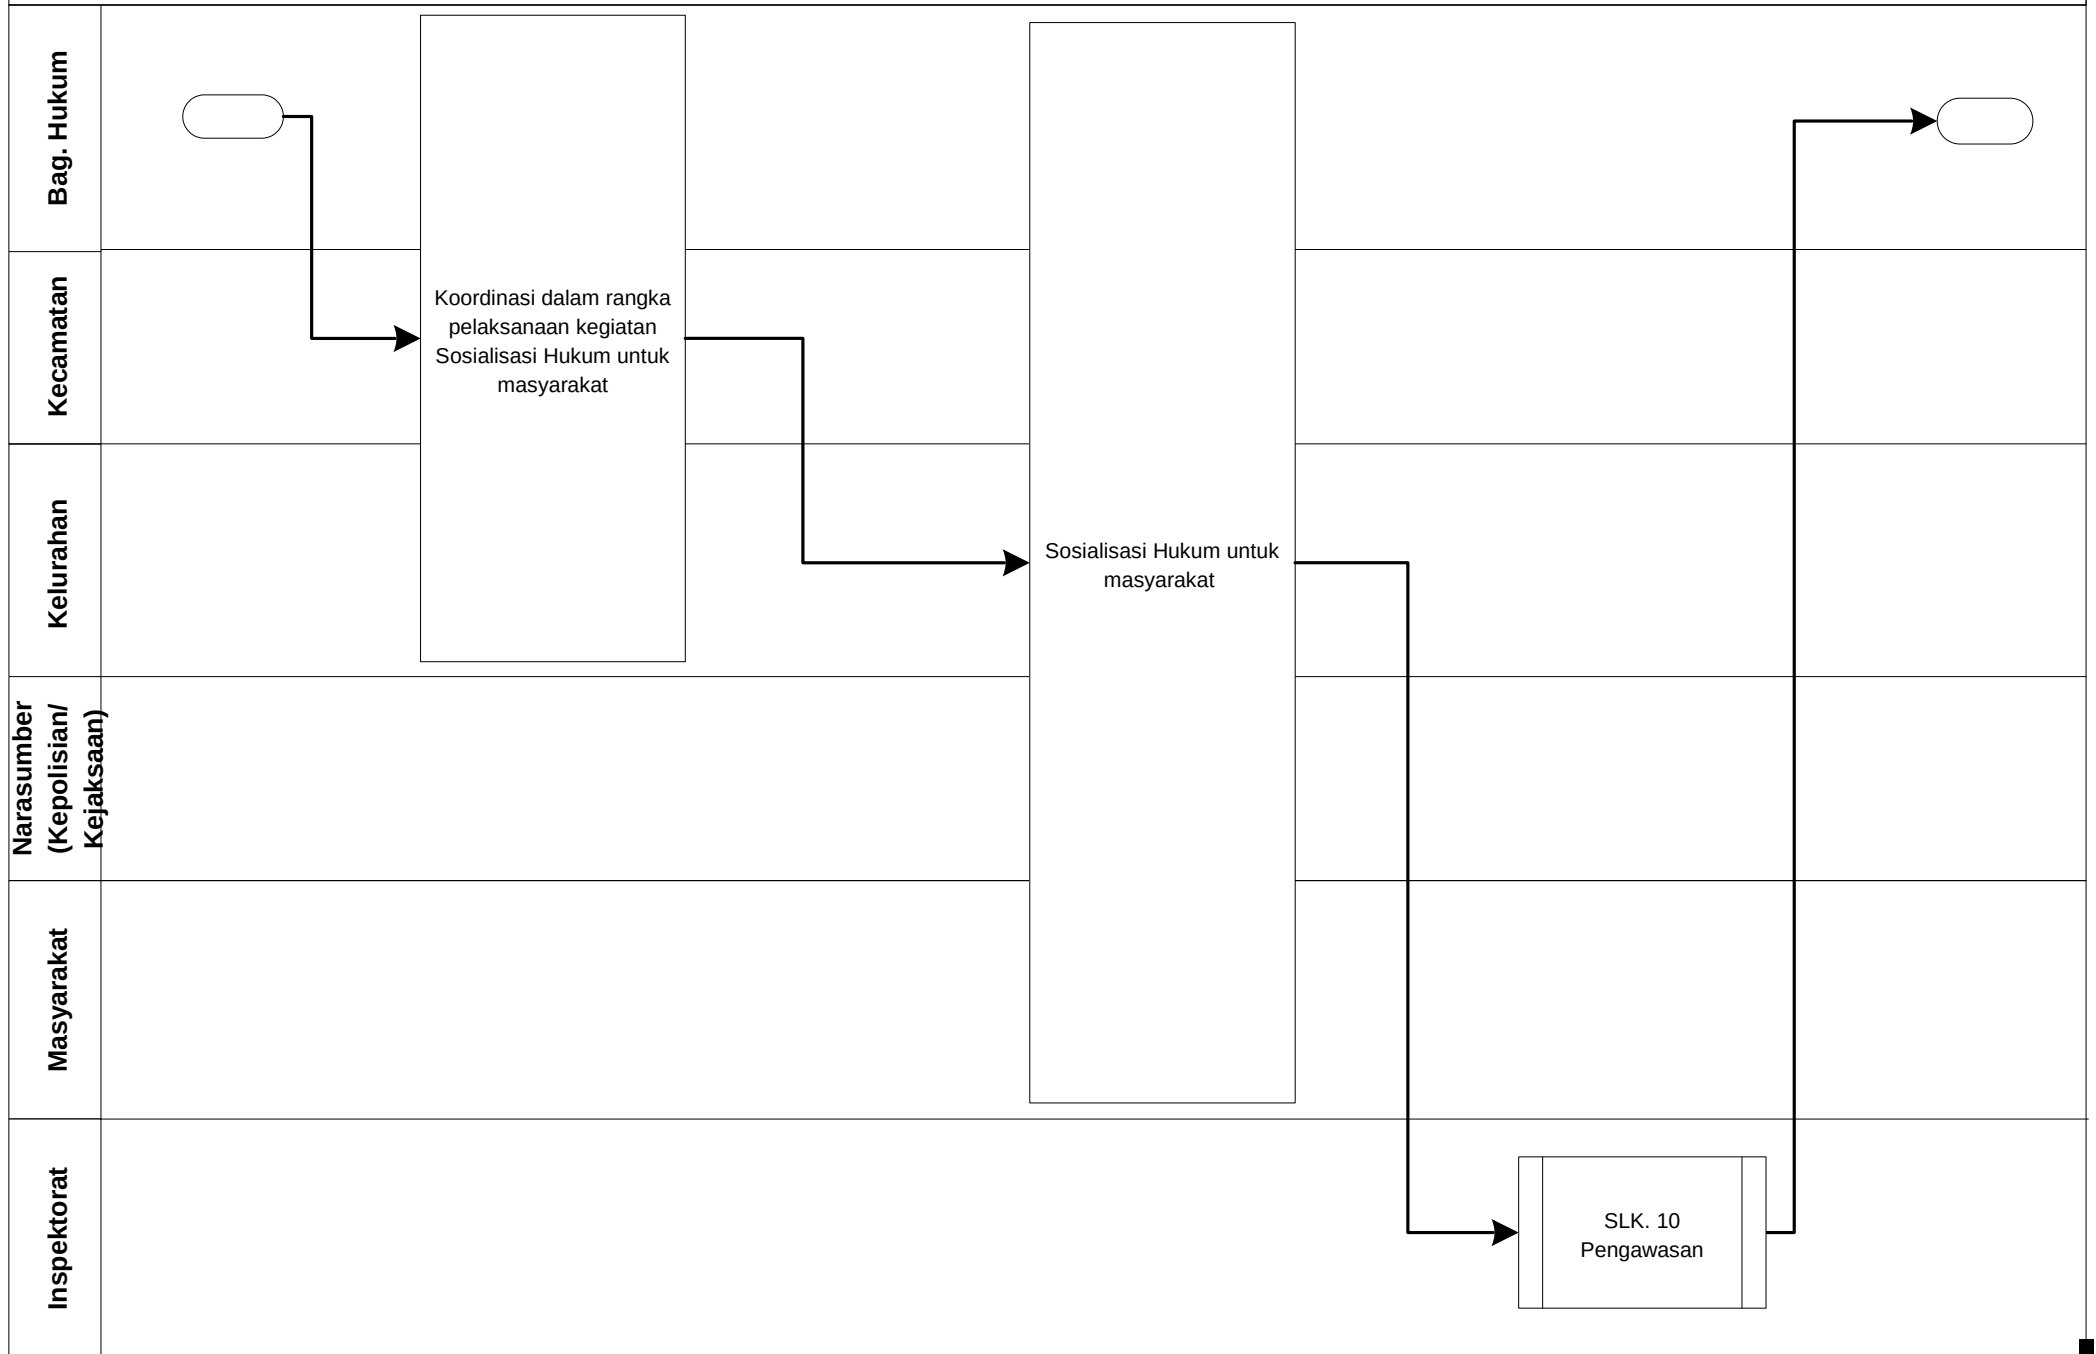 Bag. Hukum
Kecamatan
Koordinasi dalam rangka
pelaksanaan kegiatan
Sosialisasi Hukum untuk
masyarakat
Kelurahan
Sosialisasi Hukum untuk
masyarakat
Narasumber
(Kepolisian/
Kejaksaan)
Masyarakat
Inspektorat
SLK. 10
Pengawasan